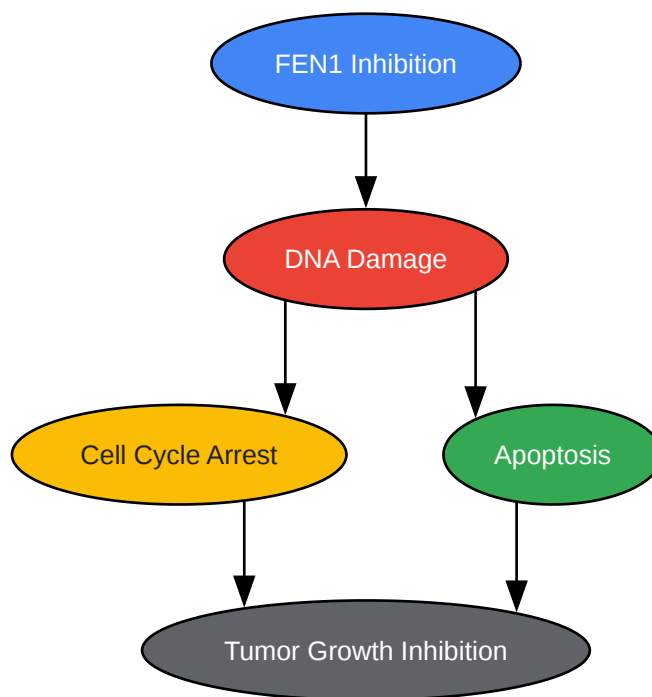 FEN1 Inhibition
DNA Damage
Cell Cycle Arrest
Apoptosis
Tumor Growth Inhibition